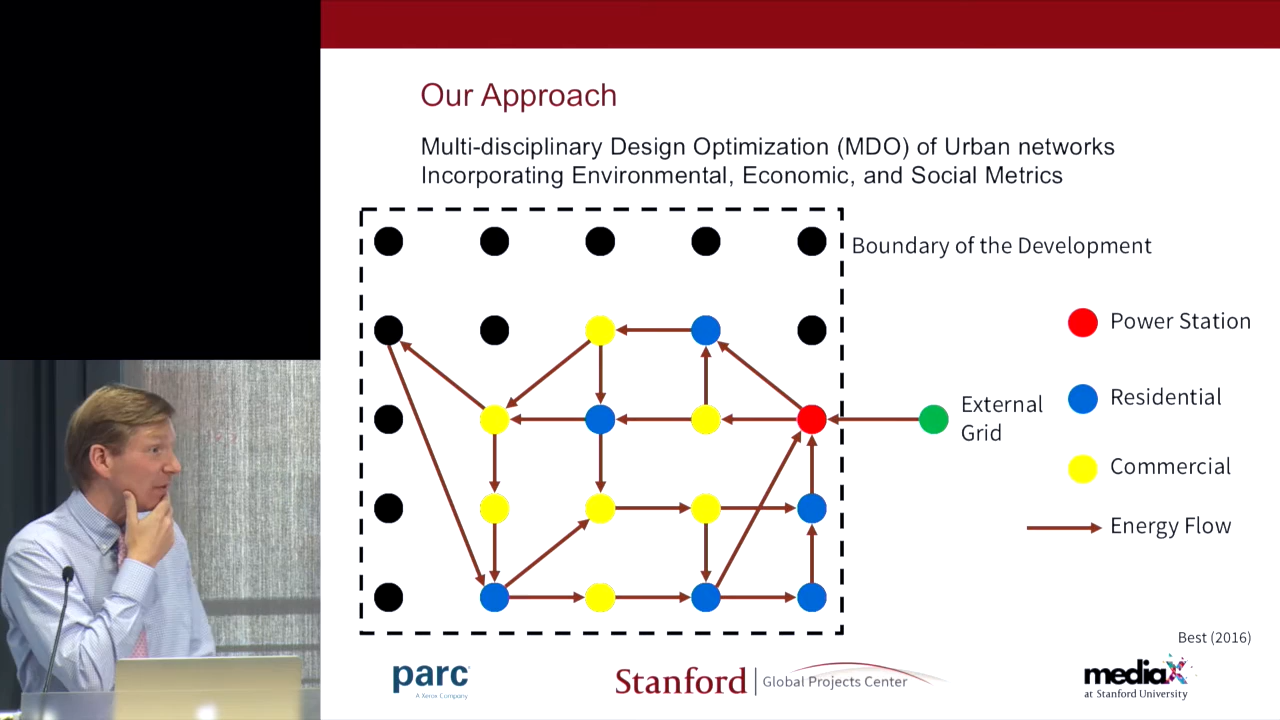 Our Approach
Multi-disciplinary Design Optimization (MDO) of Urban networks
Incorporating Environmental, Economic, and Social Metrics
Boundary of the Development
Power Station
Residential
External
Grid
Commercial
Energy Flow
Best (2016)
parc
A Xerox Company
Stanford
Global Projects Center
mediaX
at Stanford University